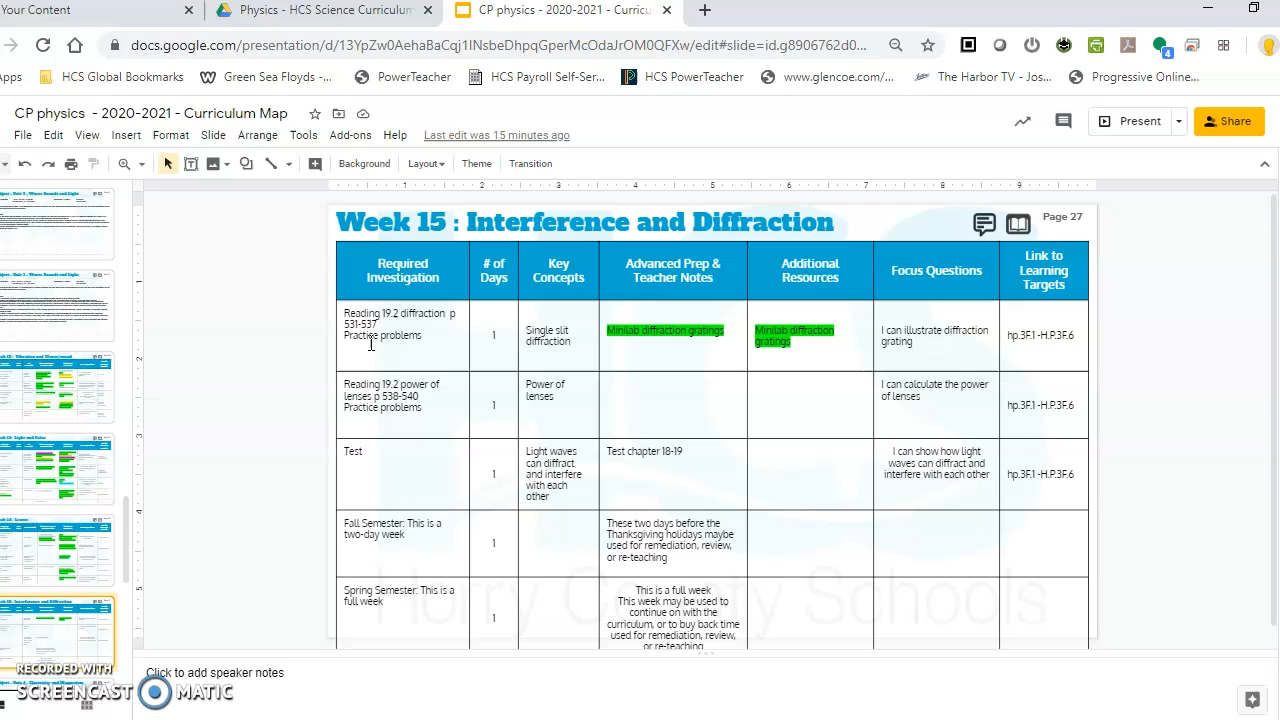 Your Content
Physics - HCS Science Curriculum
CP physics - 2020-2021 - Curricu
docs.google.com/presentation/d/
HCS Global Bookmarks
Green Sea Floyds -...
PowerTeacher
HCS Payroll Self-Ser...
HCS PowerTeacher
www.glencoe.com/...
The Harbor TV - Jos...
Progressive Online...
CP physics - 2020-2021 - Curriculum Map
File Edit View Insert Format Slide Arrange Tools Add-ons Help Last edit was 15 minutes ago
Present
Share
Background Layout Theme Transition
Week 15 : Interference and Diffraction
Page 27
Required
Investigation
# of
Days
Key
Concepts
Advanced Prep &
Teacher Notes
Additional
Resources
Focus Questions
Link to
Learning
Targets
Reading 19.2 diffraction p
531-537
Practice problems
1
Single slit
diffraction
Minilab diffraction gratings
Minilab diffraction
gratings
I can illustrate diffraction
grating
hp.3F.1-H.P.3F.6
Reading 19.2 power of
lenses p 538-540
Practice problems
1
Power of
lenses
I can calculate the power
of lenses
hp.3F.1-H.P.3F.6
Test
1
Light waves
can diffract
and interfere
with each
other
Test chapter 18-19
I can show how light
waves can diffract and
interfere with each other
hp.3F.1-H.P.3F.6
Fall Semester: This is a
two-day week
1
These two days before the
Thanksgiving holidays maybe
used for remediation, review,
or re-teaching
Spring Semester: This is a
full week
1
This is a full week
This week may be used to
continue on with the
curriculum, or to buy back time
used for remediation, review,
or re-teaching
Click to add speaker notes
RECORDED WITH
SCREENCAST MATIC